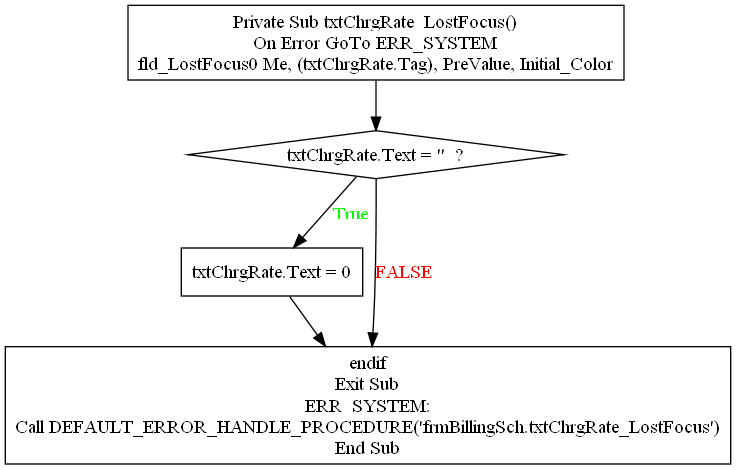 Private Sub txtChrgRate_LostFocus()
On Error GoTo ERR_SYSTEM
fld_LostFocus0 Me, (txtChrgRate.Tag), PreValue, Initial_Color
txtChrgRate.Text = '' ?
True
txtChrgRate.Text = 0
FALSE
endif
Exit Sub
ERR_SYSTEM:
Call DEFAULT_ERROR_HANDLE_PROCEDURE('frmBillingSch.txtChrgRate_LostFocus')
End Sub